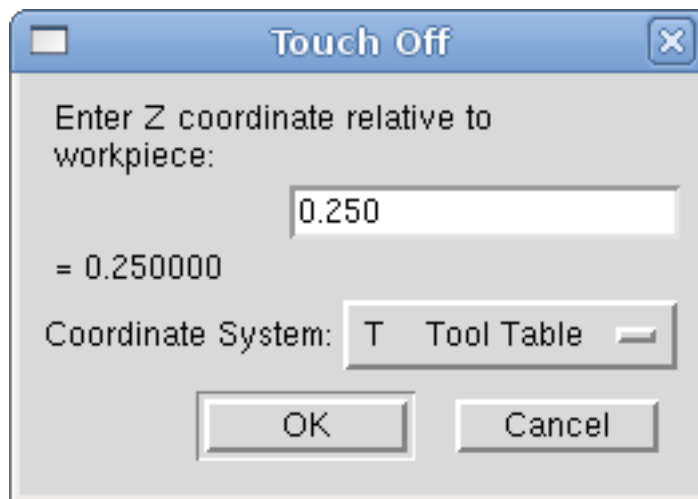 Touch Off
Enter Z coordinate relative to
workpiece:
0.250
= 0.250000
Coordinate System: T Tool Table
OK Cancel